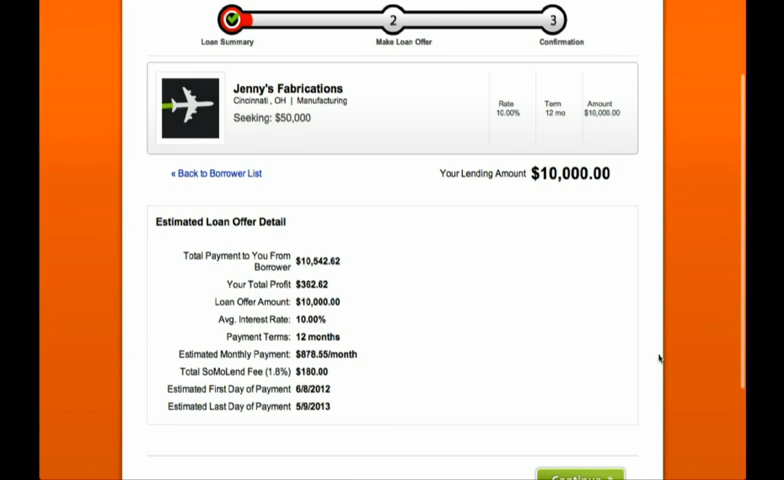 2
3
Loan Summary
Make Loan Offer
Confirmation
Jenny's Fabrications
Cincinnati , OH | Manufacturing
Seeking: $50,000
Rate
10.00%
Term
12 mo
Amount
$10,000.00
« Back to Borrower List
Your Lending Amount $10,000.00
Estimated Loan Offer Detail
Total Payment to You From
Borrower $10,542.62
Your Total Profit $362.62
Loan Offer Amount: $10,000.00
Avg. Interest Rate: 10.00%
Payment Terms: 12 months
Estimated Monthly Payment: $878.55/month
Total SoMoLend Fee (1.8%) $180.00
Estimated First Day of Payment 6/8/2012
Estimated Last Day of Payment 5/9/2013
Continue >